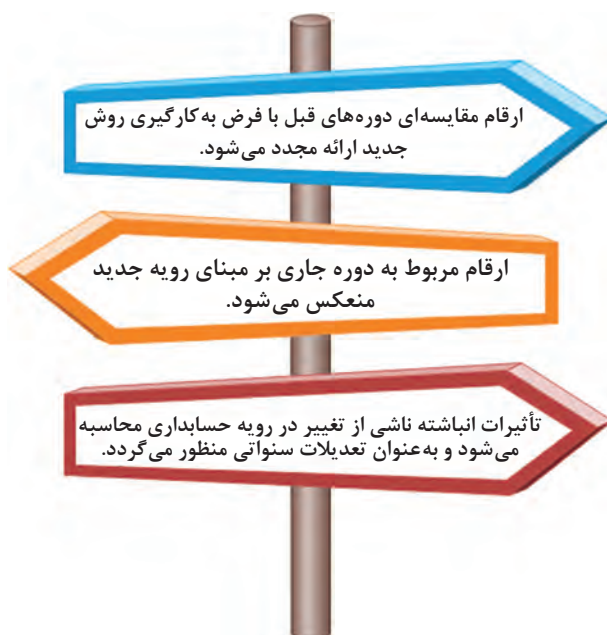 ارقام مقایسه‌ای دوره‌های قبل با فرض به‌کارگیری روش
جدید ارائه مجدد می‌شود.
ارقام مربوط به دوره جاری بر مبنای رویه جدید
منعکس می‌شود.
تأثیرات انباشته ناشی از تغییر در رویه حسابداری محاسبه
می‌شود و به‌عنوان تعدیلات سنواتی منظور می‌گردد.